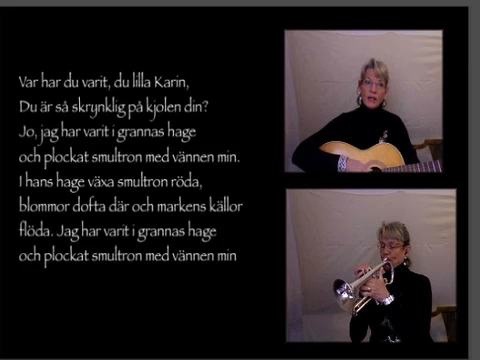 Var har du varit, du lilla Karin,
Du är så skrynklig på kjolen din?
Jo, jag har varit i grannas hage
och plockat smultron med vännen min.
I hans hage växa smultron röda,
blommor dofta där och markens källor
flöda. Jag har varit i grannas hage
och plockat smultron med vännen min